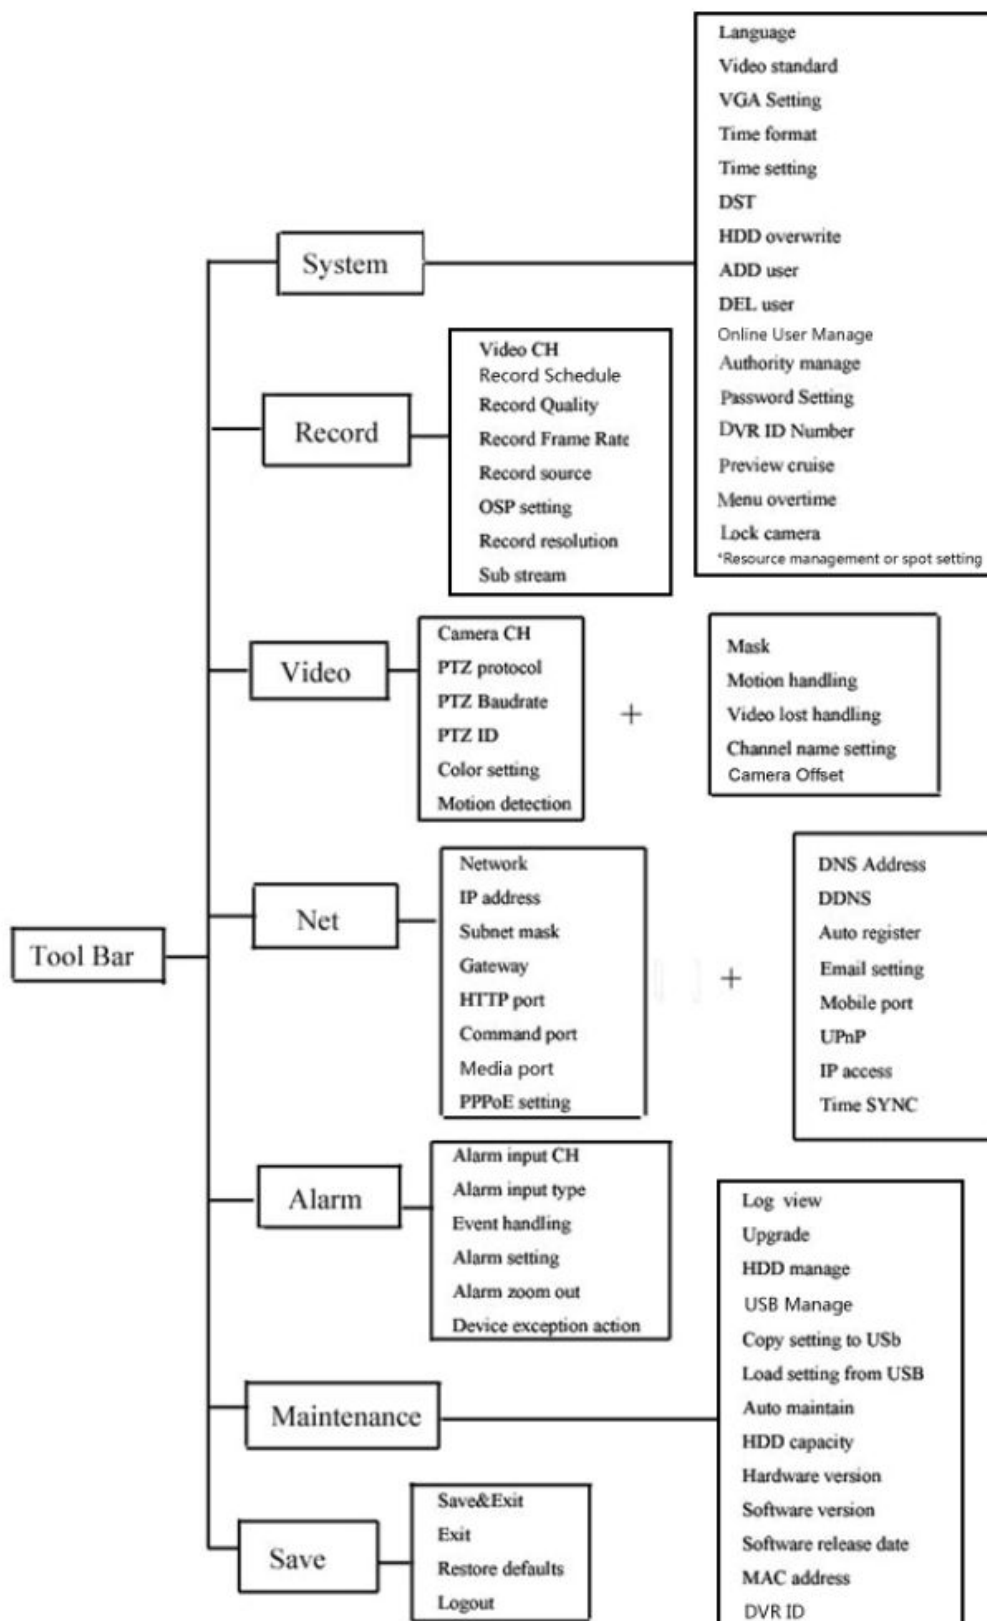 Tool Bar
System
Language
Video standard
VGA Setting
Time format
Time setting
DST
HDD overwrite
ADD user
DEL user
Online User Manage
Authority manage
Password Setting
DVR ID Number
Preview cruise
Menu overtime
Lock camera
*Resource management or spot setting
Record
Video CH
Record Schedule
Record Quality
Record Frame Rate
Record source
OSP setting
Record resolution
Sub stream
Video
Camera CH
PTZ protocol
PTZ Baudrate
PTZ ID
Color setting
Motion detection
+
Mask
Motion handling
Video lost handling
Channel name setting
Camera Offset
Net
Network
IP address
Subnet mask
Gateway
HTTP port
Command port
Media port
PPPoE setting
+
DNS Address
DDNS
Auto register
Email setting
Mobile port
UPnP
IP access
Time SYNC
Alarm
Alarm input CH
Alarm input type
Event handling
Alarm setting
Alarm zoom out
Device exception action
Maintenance
Log view
Upgrade
HDD manage
USB Manage
Copy setting to USb
Load setting from USB
Auto maintain
HDD capacity
Hardware version
Software version
Software release date
MAC address
DVR ID
Save
Save&Exit
Exit
Restore defaults
Logout